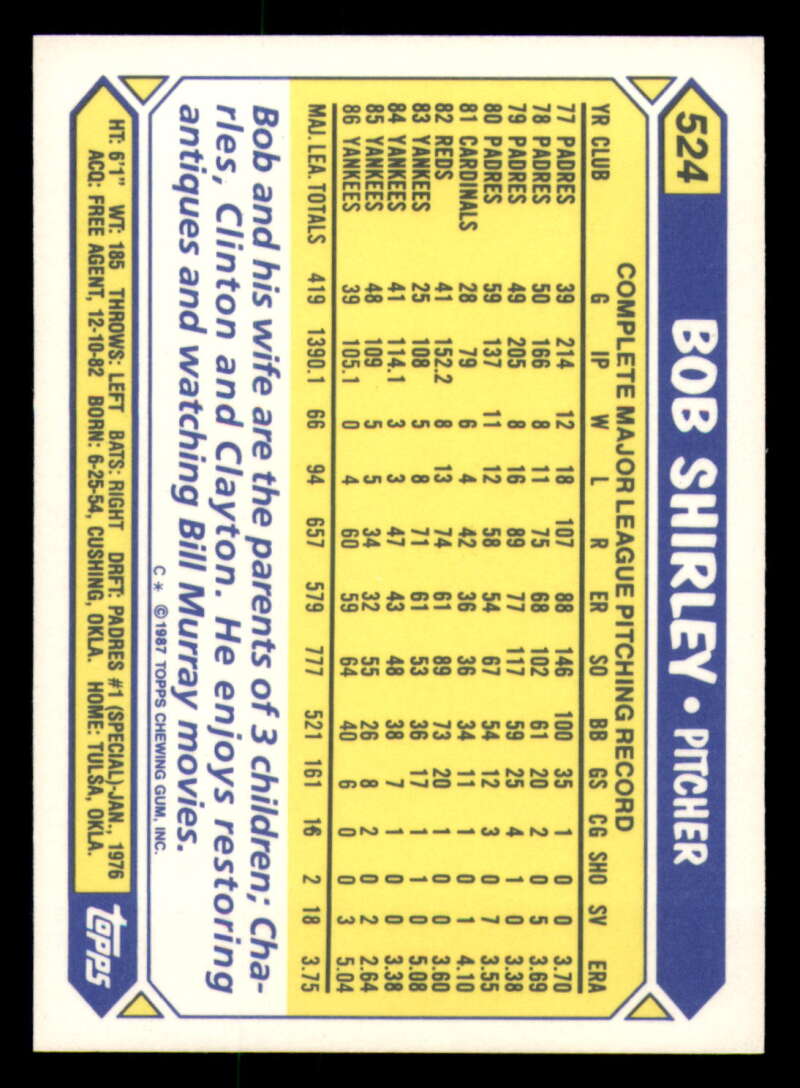 524
BOB SHIRLEY • PITCHER
COMPLETE MAJOR LEAGUE PITCHING RECORD
YR CLUB G IP W L R ER SO BB GS CG SHO SV ERA
77 PADRES 39 214 12 18 107 88 146 100 35 1 0 0 3.70
78 PADRES 50 166 8 11 75 68 102 61 20 2 0 5 3.69
79 PADRES 49 205 8 16 89 77 117 59 25 4 1 0 3.38
80 PADRES 59 137 11 12 58 54 67 54 12 3 0 7 3.55
81 CARDINALS 28 79 6 4 42 36 36 34 11 1 0 1 4.10
82 REDS 41 152.2 8 13 74 61 89 73 20 1 0 0 3.60
83 YANKEES 25 108 5 8 71 61 53 36 17 1 1 0 5.08
84 YANKEES 41 114.1 3 3 47 43 48 38 7 1 0 0 3.38
85 YANKEES 48 109 5 5 34 32 55 26 8 2 0 2 2.64
86 YANKEES 39 105.1 0 4 60 59 64 40 6 0 0 3 5.04
MAJ. LEA. TOTALS 419 1390.1 66 94 657 579 777 521 161 16 2 18 3.75
Bob and his wife are the parents of 3 children; Cha-
rles, Clinton and Clayton. He enjoys restoring
antiques and watching Bill Murray movies.
C * © 1987 TOPPS CHEWING GUM, INC.
HT: 6'1" WT: 185 THROWS: LEFT BATS: RIGHT DRFT: PADRES #1 (SPECIAL)-JAN., 1976
ACQ: FREE AGENT, 12-10-82 BORN: 6-25-54, CUSHING, OKLA. HOME: TULSA, OKLA.
topps